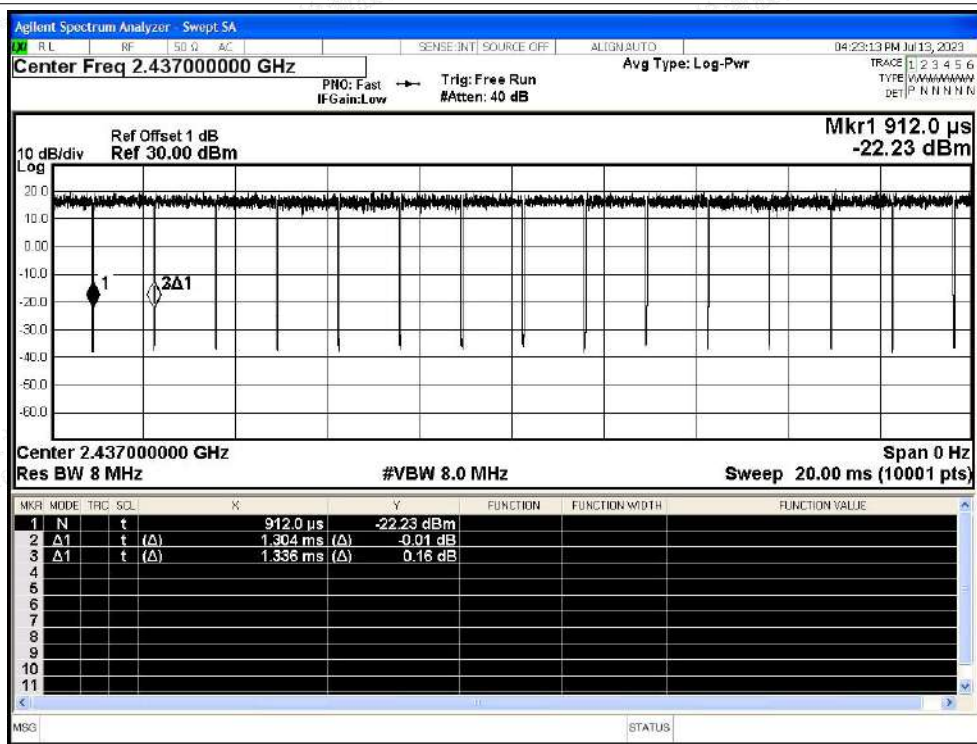 Agilent Spectrum Analyzer - Swept SA
LXI RL RF 50 Ω AC SENSE:INT SOURCE OFF ALIGNAUTO 04:23:13 PM Jul 13, 2023
Center Freq 2.437000000 GHz Avg Type: Log-Pwr TRACE 1 2 3 4 5 6
PNO: Fast Trig: Free Run TYPE WWWWWW
IFGain:Low #Atten: 40 dB DET P N N N N N
Mkr1 912.0 µs
-22.23 dBm
Ref Offset 1 dB
10 dB/div Ref 30.00 dBm
Log
20.0
10.0
0.00
-10.0
1 3Δ1
-20.0
-30.0
-40.0
-50.0
-60.0
Center 2.437000000 GHz Span 0 Hz
Res BW 8 MHz #VBW 8.0 MHz Sweep 20.00 ms (10001 pts)
MKR MODE TRC SCL X Y FUNCTION FUNCTION WIDTH FUNCTION VALUE
1 N t 912.0 µs -22.23 dBm
2 Δ1 t (Δ) 1.304 ms (Δ) -0.01 dB
3 Δ1 t (Δ) 1.336 ms (Δ) 0.16 dB
4
5
6
7
8
9
10
11
MSG STATUS